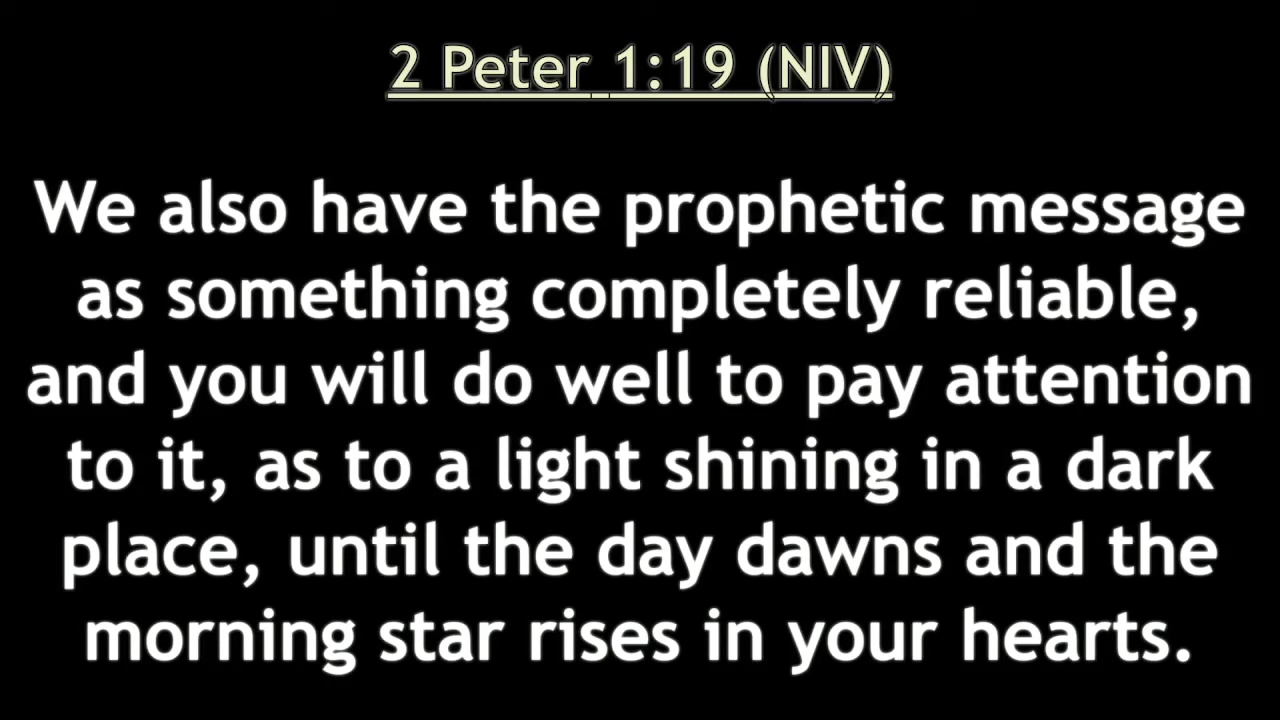 2 Peter 1:19 (NIV)
We also have the prophetic message
as something completely reliable,
and you will do well to pay attention
to it, as to a light shining in a dark
place, until the day dawns and the
morning star rises in your hearts.